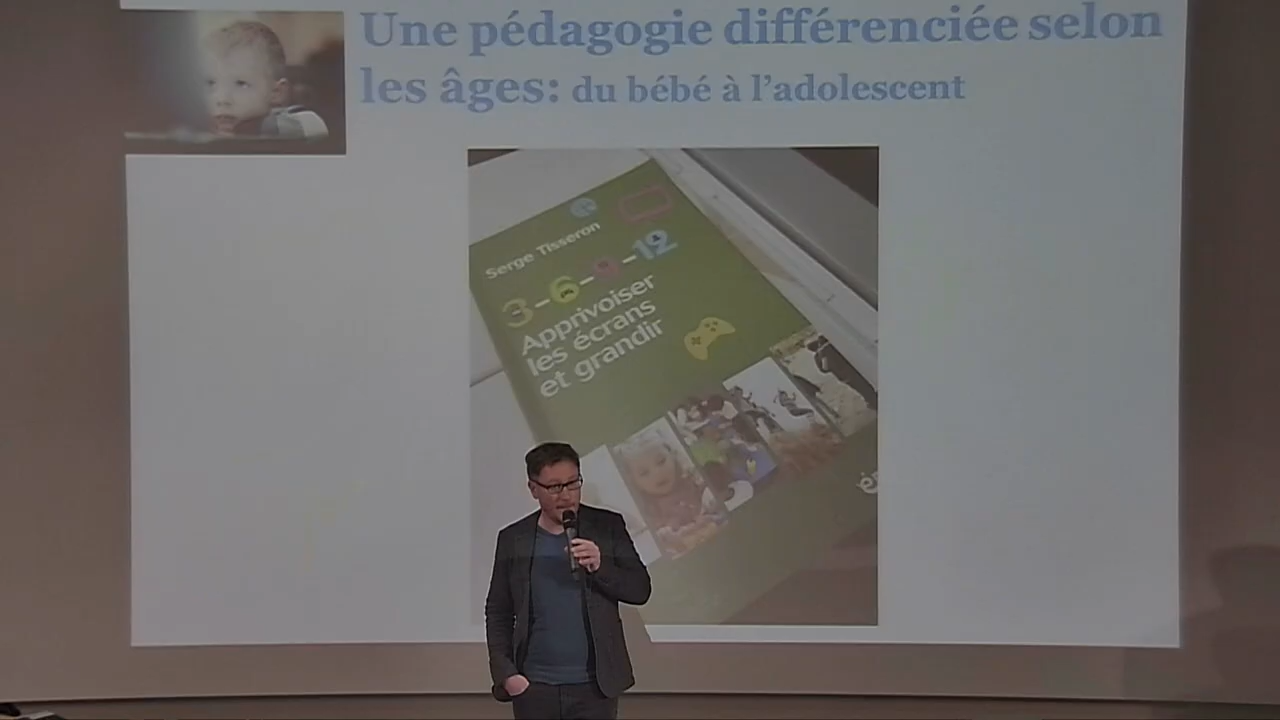 Une pédagogie différenciée selon
les âges: du bébé à l'adolescent
Serge Tisseron
3-6-9-12
Apprivoiser
les écrans
et grandir